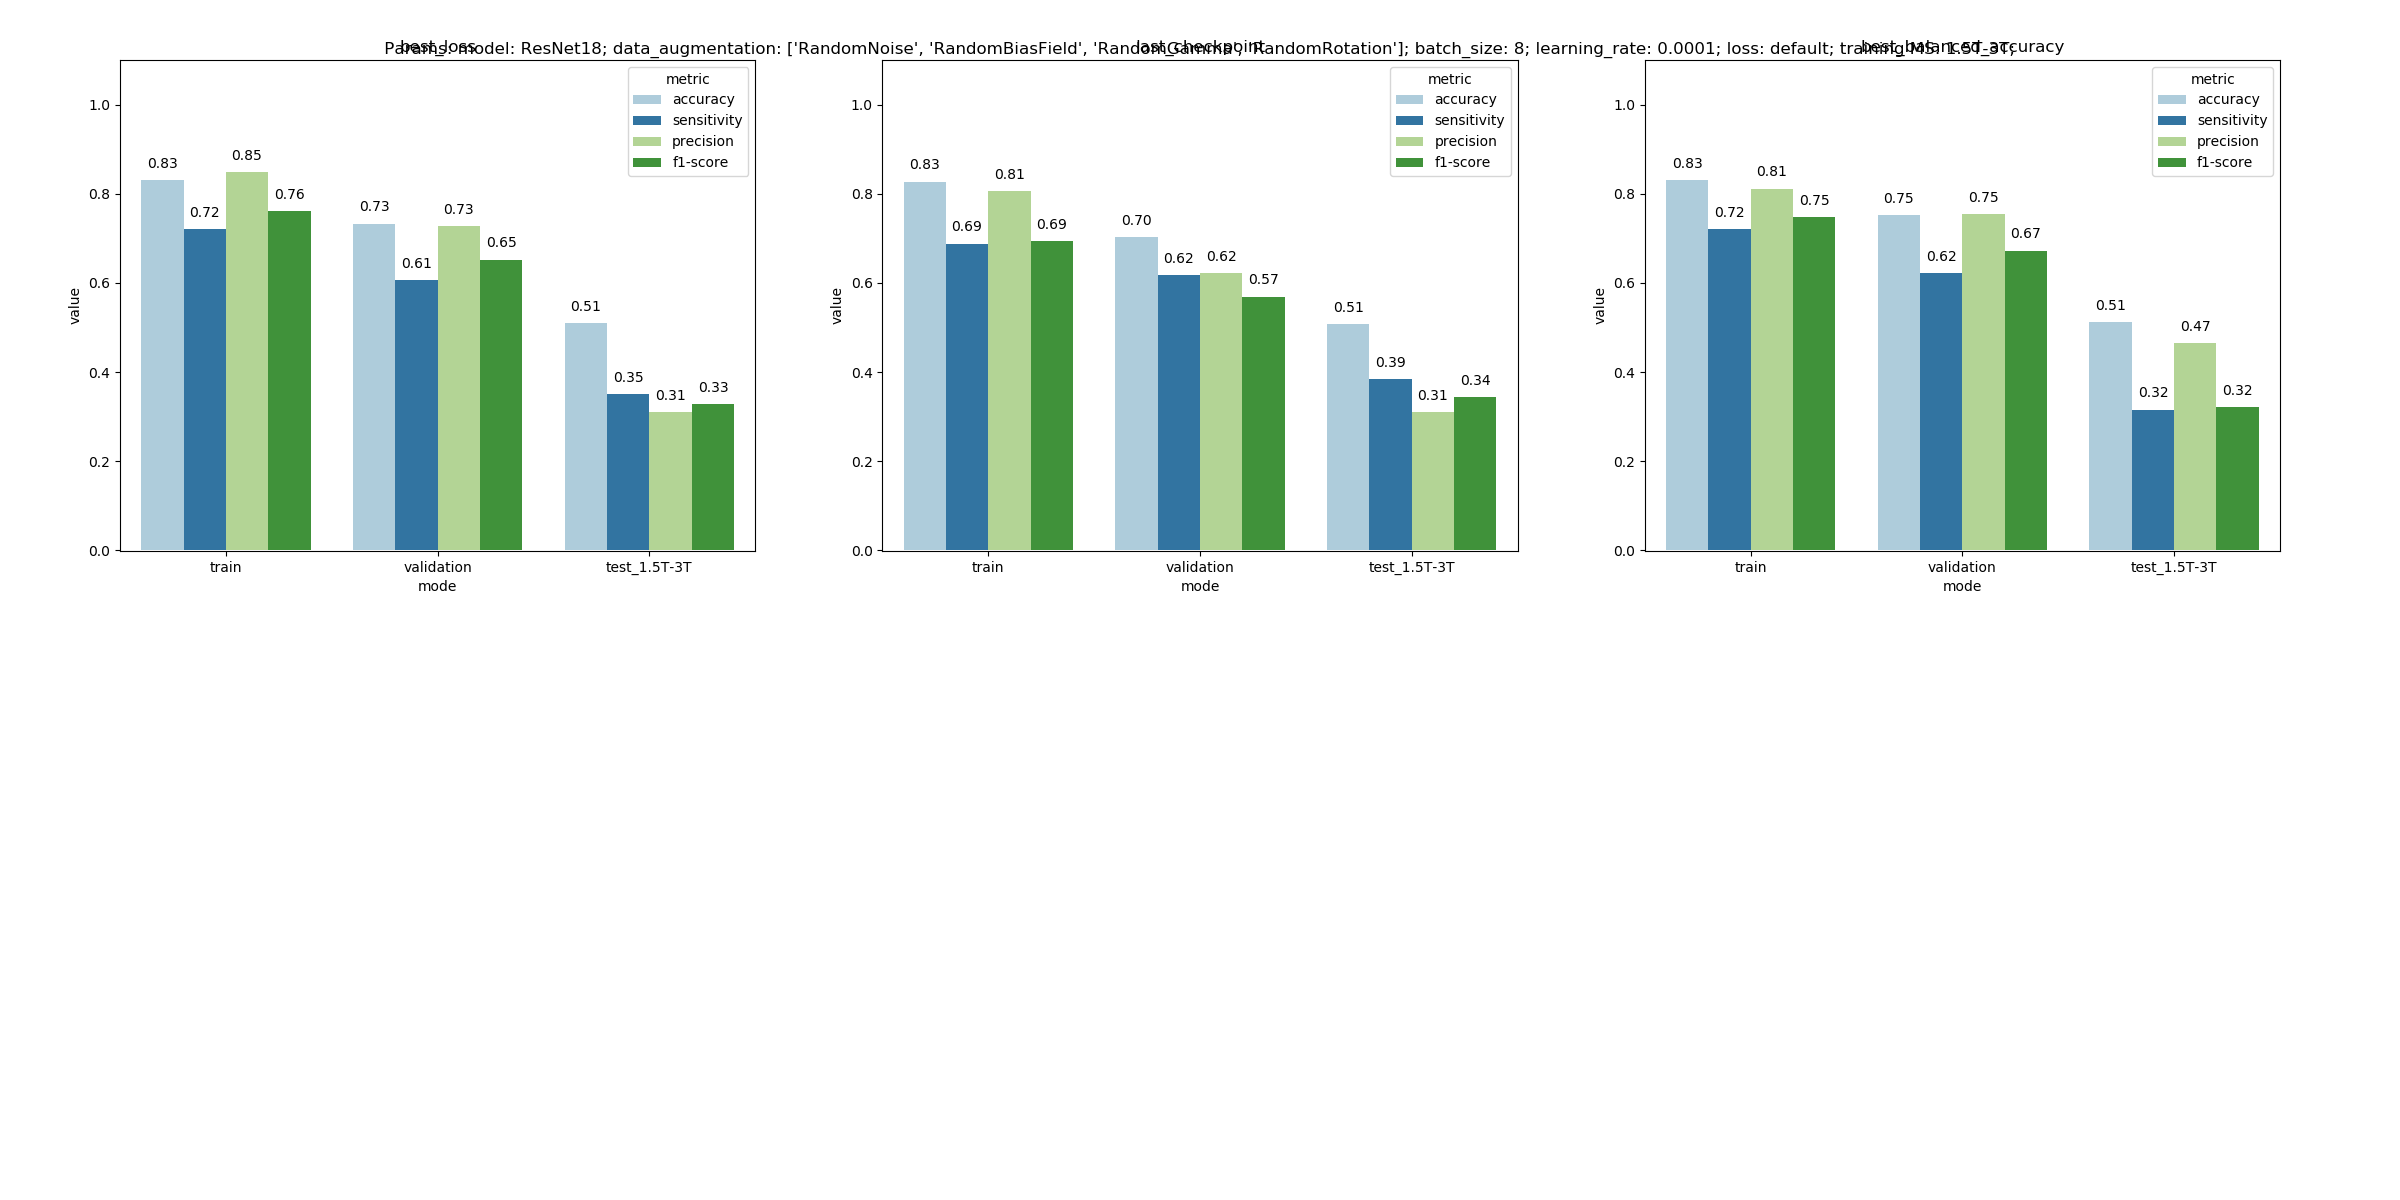 Params: model: ResNet18; data_augmentation: ['RandomNoise', 'RandomBiasField', 'RandomGamma', 'RandomRotation']; batch_size: 8; learning_rate: 0.0001; loss: default; training MS: 1.5T-3T;
best_loss
last_checkpoint
best_balanced_accuracy
metric
accuracy
sensitivity
precision
f1-score
1.0
0.8
0.6
0.4
0.2
0.0
value
0.83
0.72
0.85
0.76
0.73
0.61
0.73
0.65
0.51
0.35
0.31
0.33
train
validation
test_1.5T-3T
mode
metric
accuracy
sensitivity
precision
f1-score
1.0
0.8
0.6
0.4
0.2
0.0
value
0.83
0.69
0.81
0.69
0.70
0.62
0.62
0.57
0.51
0.39
0.31
0.34
train
validation
test_1.5T-3T
mode
metric
accuracy
sensitivity
precision
f1-score
1.0
0.8
0.6
0.4
0.2
0.0
value
0.83
0.72
0.81
0.75
0.75
0.62
0.75
0.67
0.51
0.32
0.47
0.32
train
validation
test_1.5T-3T
mode